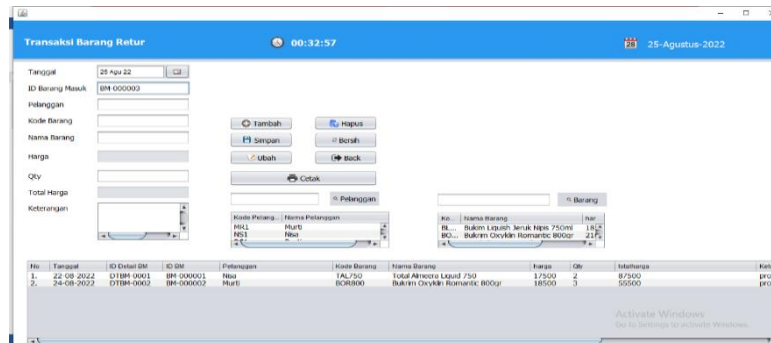 Transaksi Barang Retur
00:32:57
25-Agustus-2022
Tanggal 25 Agu 22
ID Barang Masuk BM-000003
Pelanggan
Kode Barang
Nama Barang
Harga
Qty
Total Harga
Keterangan
Tambah Hapus
Simpan Bersih
Ubah Back
Cetak
Pelanggan
Barang
Kode Pelang... Nama Pelanggan
MR1 Murti
NS1 Nisa
Ko... Nama Barang har
BL... Buklin Liquish Jeruk Nipis 750ml
BO... Bukrim Oxyklin Romantic 800gr
No Tanggal ID Detail BM ID BM Pelanggan Kode Barang Nama Barang harga Qty totalharga Ket
1. 22-08-2022 DTBM-0001 BM-000001 Nisa TAL750 Total Almeera Liquid 750 17500 2 87500 pro
2. 24-08-2022 DTBM-0002 BM-000002 Murti BOR800 Bukrim Oxyklin Romantic 800gr 18500 3 55500 pro
Activate Windows
Go to Settings to activate Windows.